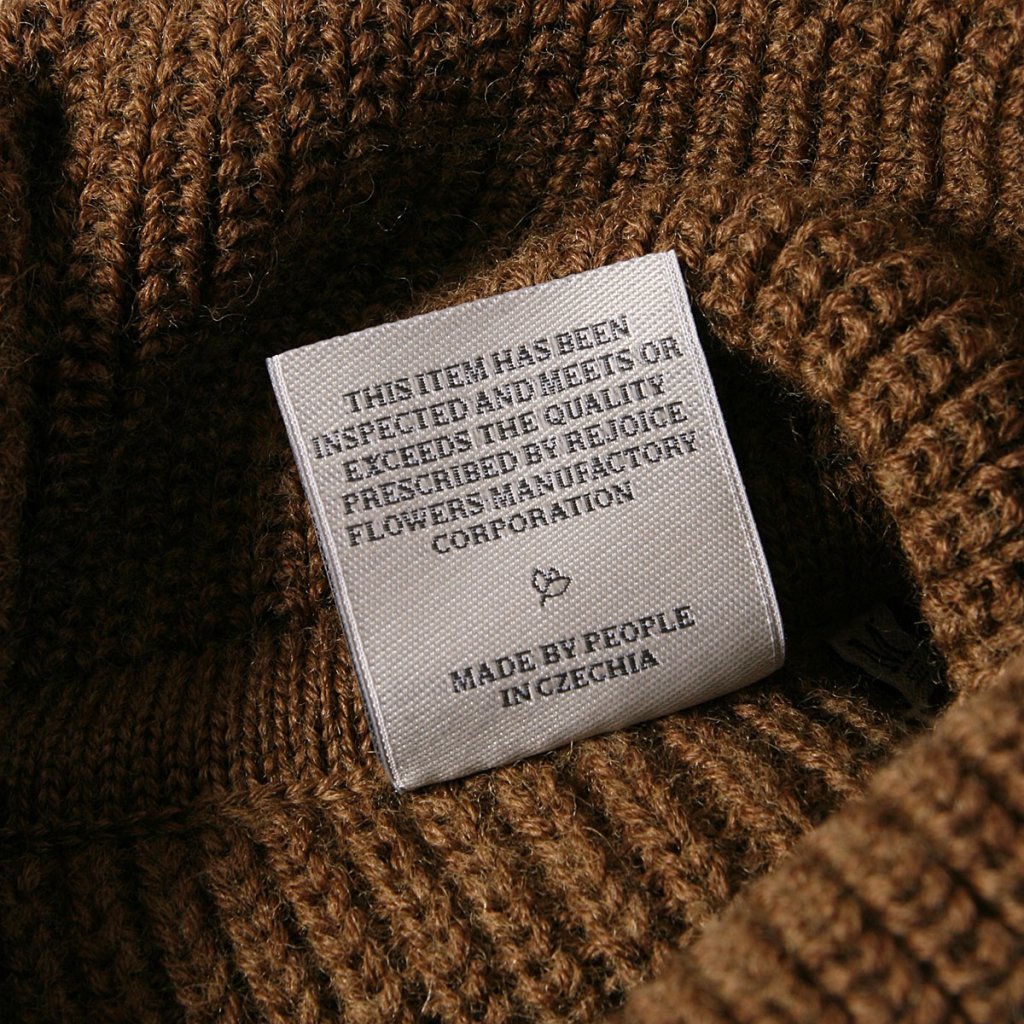 THIS ITEM HAS BEEN
INSPECTED AND MEETS OR
EXCEEDS THE QUALITY
PRESCRIBED BY REJOICE
FLOWERS MANUFACTORY
CORPORATION
MADE BY PEOPLE
IN CZECHIA